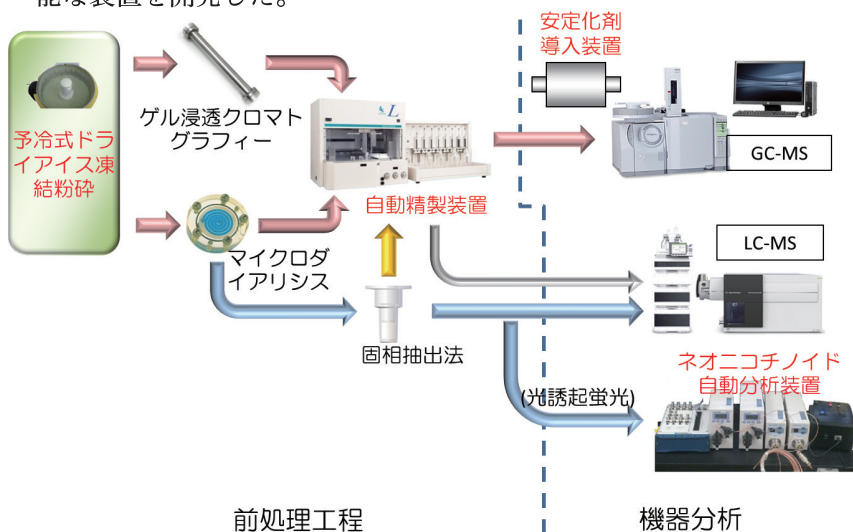 能な装置を開発した。
安定化剤
導入装置
予冷式ドラ
イアイス凍
結粉砕
ゲル浸透クロマト
グラフィー
L
GC-MS
自動精製装置
マイクロダ
イアリシス
LC-MS
固相抽出法
ネオニコチノイド
自動分析装置
(光誘起蛍光)
前処理工程
機器分析